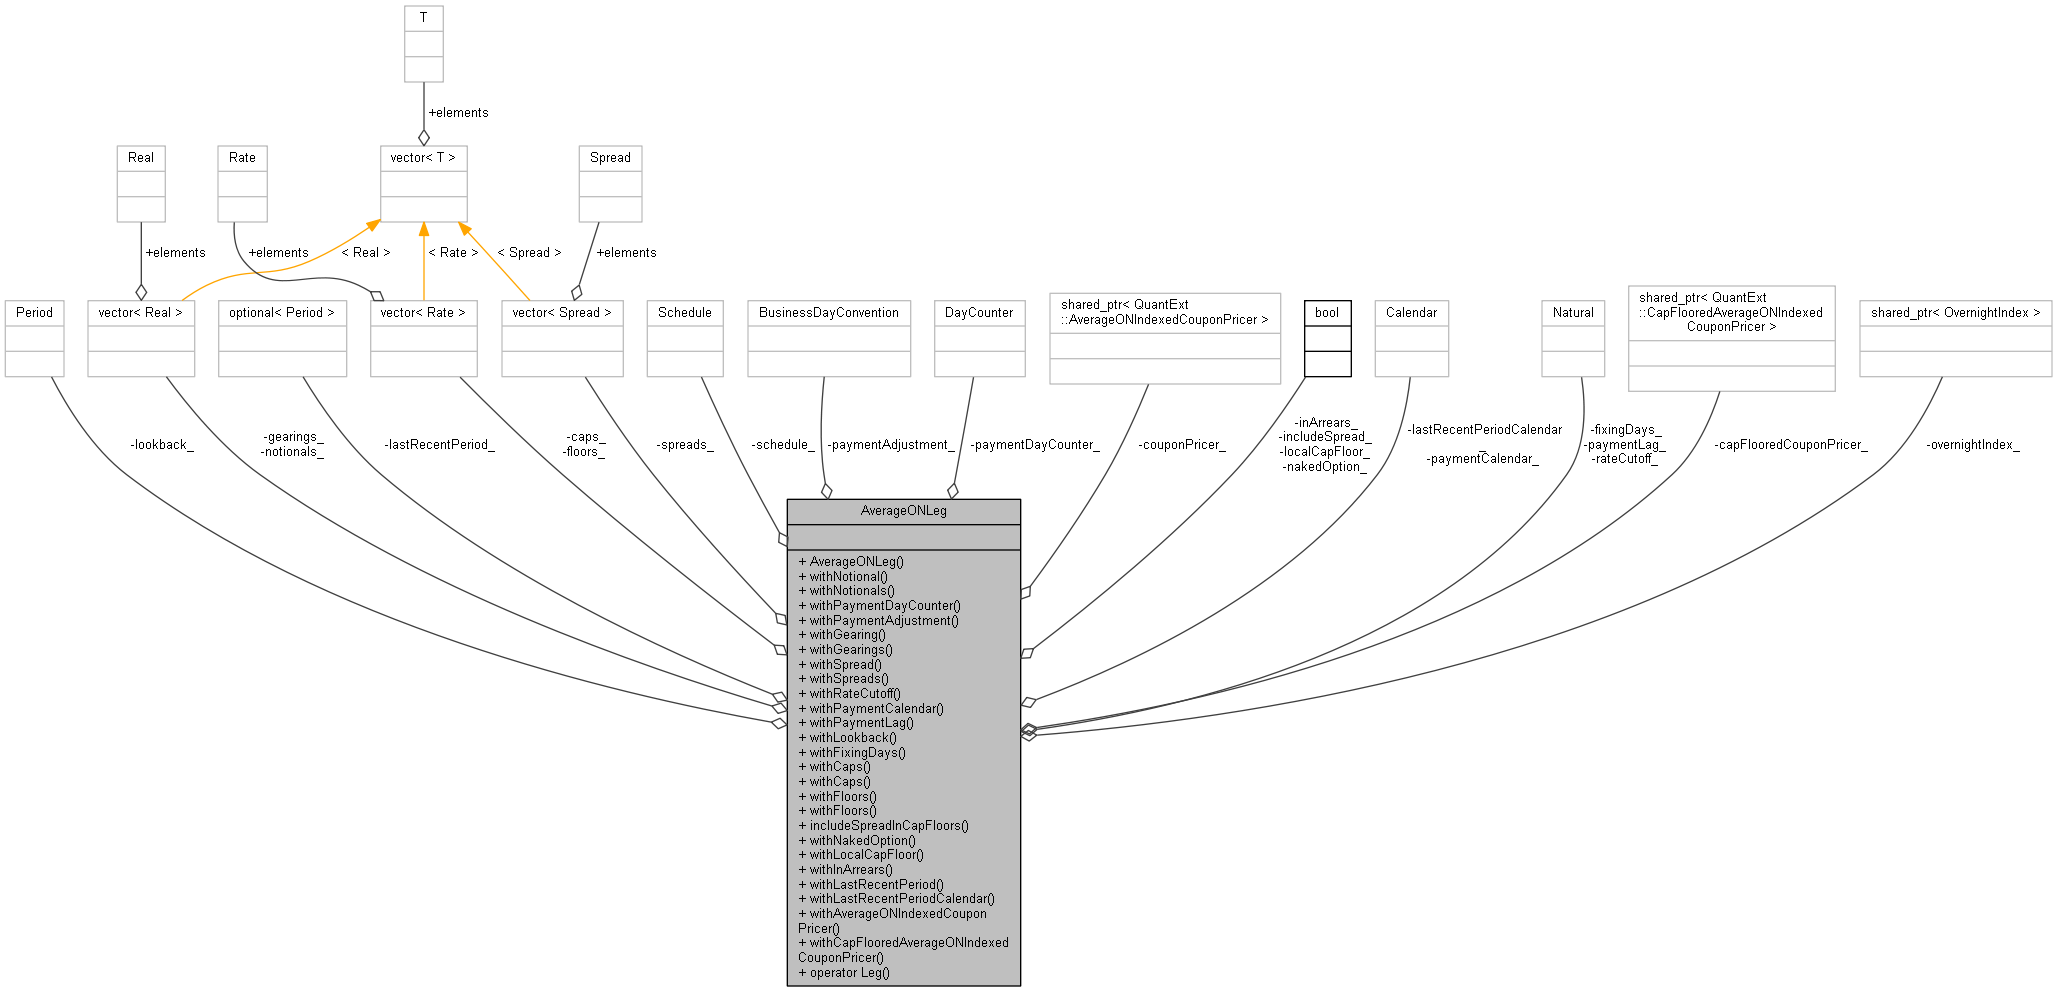 T
+elements
Real
Rate
vector< T >
Spread
+elements
+elements
< Real >
< Rate >
< Spread >
+elements
Period
vector< Real >
optional< Period >
vector< Rate >
vector< Spread >
Schedule
BusinessDayConvention
DayCounter
shared_ptr< QuantExt
::AverageONIndexedCouponPricer >
bool
Calendar
Natural
shared_ptr< QuantExt
::CapFlooredAverageONIndexed
CouponPricer >
shared_ptr< OvernightIndex >
-lookback_
-gearings_
-notionals_
-lastRecentPeriod_
-caps_
-floors_
-spreads_
-schedule_
-paymentAdjustment_
-paymentDayCounter_
-couponPricer_
-inArrears_
-includeSpread_
-localCapFloor_
-nakedOption_
-lastRecentPeriodCalendar
_
-paymentCalendar_
-fixingDays_
-paymentLag_
-rateCutoff_
-capFlooredCouponPricer_
-overnightIndex_
AverageONLeg
+ AverageONLeg()
+ withNotional()
+ withNotionals()
+ withPaymentDayCounter()
+ withPaymentAdjustment()
+ withGearing()
+ withGearings()
+ withSpread()
+ withSpreads()
+ withRateCutoff()
+ withPaymentCalendar()
+ withPaymentLag()
+ withLookback()
+ withFixingDays()
+ withCaps()
+ withCaps()
+ withFloors()
+ withFloors()
+ includeSpreadInCapFloors()
+ withNakedOption()
+ withLocalCapFloor()
+ withInArrears()
+ withLastRecentPeriod()
+ withLastRecentPeriodCalendar()
+ withAverageONIndexedCoupon
Pricer()
+ withCapFlooredAverageONIndexed
CouponPricer()
+ operator Leg()